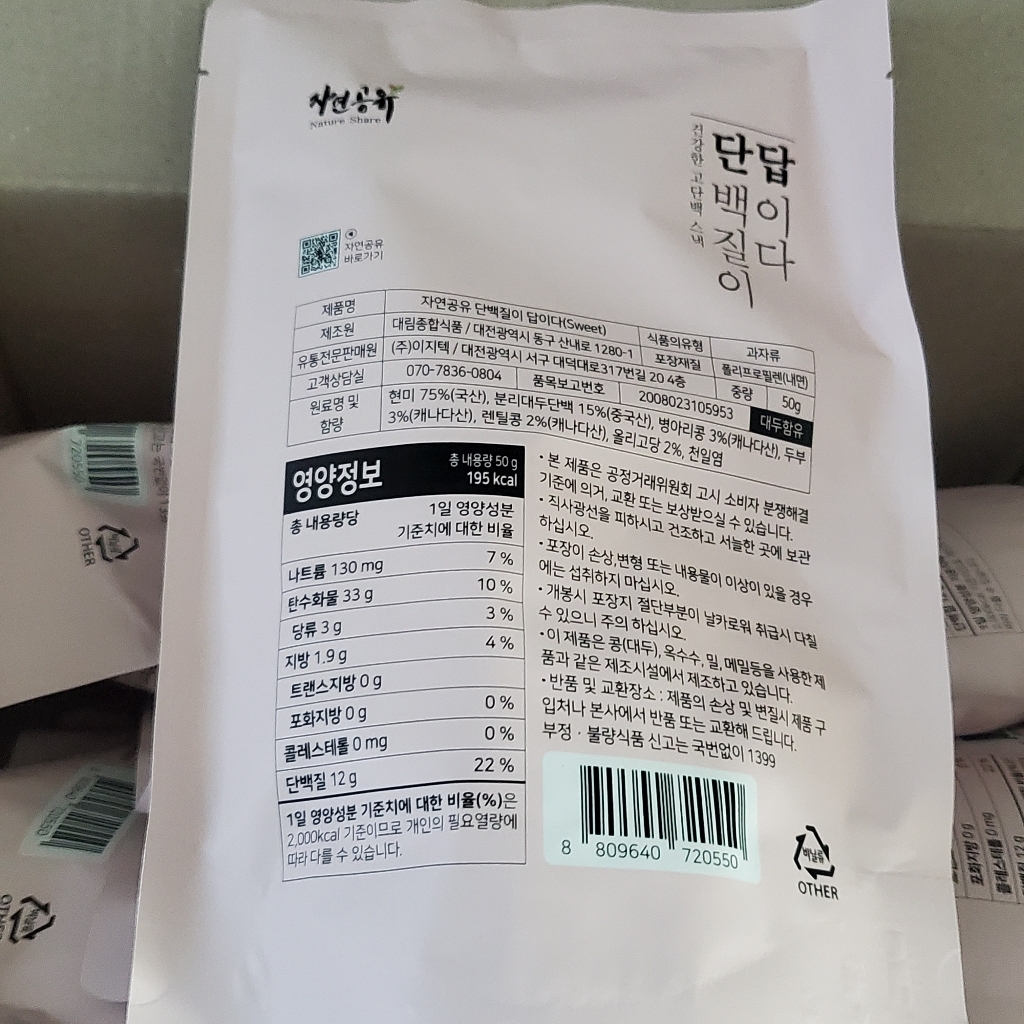 자연공유
Nature Share
건강한 고단백 스낵
단백질이
답이다
자연공유
바로가기
제품명 자연공유 단백질이 답이다(Sweet) 식품의유형 과자류
제조원 대림종합식품 / 대전광역시 동구 산내로 1280-1 포장재질 폴리프로필렌(내면)
유통전문판매원 (주)이지텍 / 대전광역시 서구 대덕대로317번길 20 4층 중량 50g
고객상담실 070-7836-0804 품목보고번호 2008023105953 대두함유
원료명 및
함량
현미 75%(국산), 분리대두단백 15%(중국산), 병아리콩 3%(캐나다산), 두부
3%(캐나다산), 렌틸콩 2%(캐나다산), 올리고당 2%, 천일염
영양정보
총 내용량 50 g
195 kcal
총 내용량당
1일 영양성분
기준치에 대한 비율
나트륨 130 mg 7 %
탄수화물 33 g 10 %
당류 3 g 3 %
지방 1.9 g 4 %
트랜스지방 0 g
포화지방 0 g 0 %
콜레스테롤 0 mg 0 %
단백질 12 g 22 %
1일 영양성분 기준치에 대한 비율(%)은
2,000kcal 기준이므로 개인의 필요열량에
따라 다를 수 있습니다.
• 본 제품은 공정거래위원회 고시 소비자 분쟁해결
기준에 의거, 교환 또는 보상받으실 수 있습니다.
• 직사광선을 피하시고 건조하고 서늘한 곳에 보관
하십시오.
• 포장이 손상,변형 또는 내용물이 이상이 있을 경우
에는 섭취하지 마십시오.
• 개봉시 포장지 절단부분이 날카로워 취급시 다칠
수 있으니 주의 하십시오.
• 이 제품은 콩(대두), 옥수수, 밀, 메밀등을 사용한 제
품과 같은 제조시설에서 제조하고 있습니다.
• 반품 및 교환장소 : 제품의 손상 및 변질시 제품 구
입처나 본사에서 반품 또는 교환해 드립니다.
부정 · 불량식품 신고는 국번없이 1399
8 809640 720550
비닐류
OTHER
720550
OTHER
포화지방 0 g
콜레스테롤 0 mg